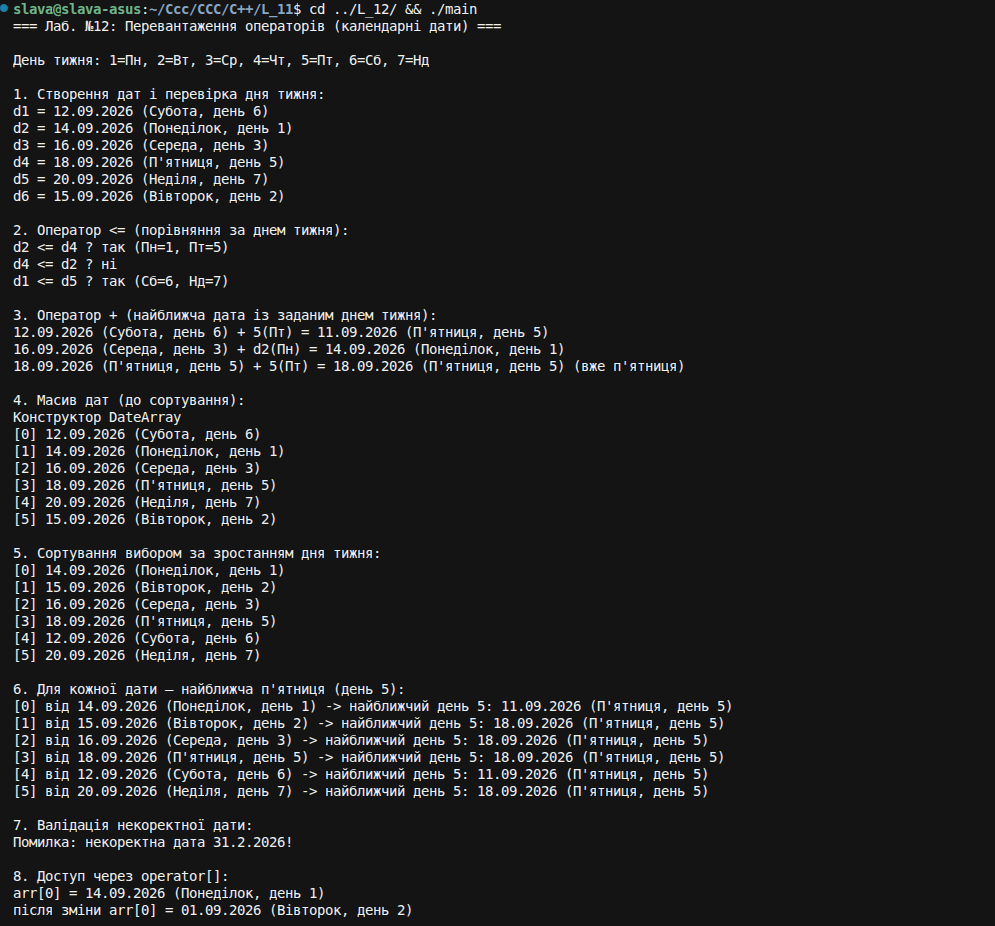 slava@slava-asus:~/Ccc/CCC/C++/L_11$ cd ../L_12/ && ./main
=== Лаб. №12: Перевантаження операторів (календарні дати) ===
День тижня: 1=Пн, 2=Вт, 3=Ср, 4=Чт, 5=Пт, 6=Сб, 7=Нд
1. Створення дат і перевірка дня тижня:
d1 = 12.09.2026 (Субота, день 6)
d2 = 14.09.2026 (Понеділок, день 1)
d3 = 16.09.2026 (Середа, день 3)
d4 = 18.09.2026 (П'ятниця, день 5)
d5 = 20.09.2026 (Неділя, день 7)
d6 = 15.09.2026 (Вівторок, день 2)
2. Оператор <= (порівняння за днем тижня):
d2 <= d4 ? так (Пн=1, Пт=5)
d4 <= d2 ? ні
d1 <= d5 ? так (Сб=6, Нд=7)
3. Оператор + (найближча дата із заданим днем тижня):
12.09.2026 (Субота, день 6) + 5(Пт) = 11.09.2026 (П'ятниця, день 5)
16.09.2026 (Середа, день 3) + d2(Пн) = 14.09.2026 (Понеділок, день 1)
18.09.2026 (П'ятниця, день 5) + 5(Пт) = 18.09.2026 (П'ятниця, день 5) (вже п'ятниця)
4. Масив дат (до сортування):
Конструктор DateArray
[0] 12.09.2026 (Субота, день 6)
[1] 14.09.2026 (Понеділок, день 1)
[2] 16.09.2026 (Середа, день 3)
[3] 18.09.2026 (П'ятниця, день 5)
[4] 20.09.2026 (Неділя, день 7)
[5] 15.09.2026 (Вівторок, день 2)
5. Сортування вибором за зростанням дня тижня:
[0] 14.09.2026 (Понеділок, день 1)
[1] 15.09.2026 (Вівторок, день 2)
[2] 16.09.2026 (Середа, день 3)
[3] 18.09.2026 (П'ятниця, день 5)
[4] 12.09.2026 (Субота, день 6)
[5] 20.09.2026 (Неділя, день 7)
6. Для кожної дати — найближча п'ятниця (день 5):
[0] від 14.09.2026 (Понеділок, день 1) -> найближчий день 5: 11.09.2026 (П'ятниця, день 5)
[1] від 15.09.2026 (Вівторок, день 2) -> найближчий день 5: 18.09.2026 (П'ятниця, день 5)
[2] від 16.09.2026 (Середа, день 3) -> найближчий день 5: 18.09.2026 (П'ятниця, день 5)
[3] від 18.09.2026 (П'ятниця, день 5) -> найближчий день 5: 18.09.2026 (П'ятниця, день 5)
[4] від 12.09.2026 (Субота, день 6) -> найближчий день 5: 11.09.2026 (П'ятниця, день 5)
[5] від 20.09.2026 (Неділя, день 7) -> найближчий день 5: 18.09.2026 (П'ятниця, день 5)
7. Валідація некоректної дати:
Помилка: некоректна дата 31.2.2026!
8. Доступ через operator[]:
arr[0] = 14.09.2026 (Понеділок, день 1)
після зміни arr[0] = 01.09.2026 (Вівторок, день 2)